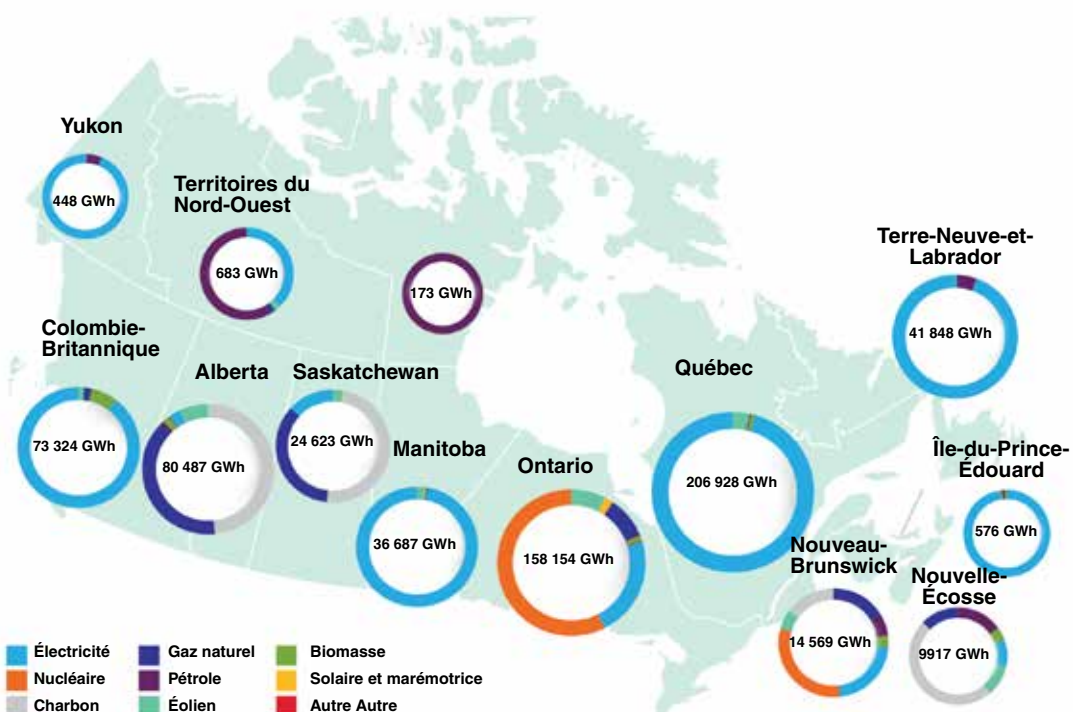 Yukon
448 GWh
Territoires du
Nord-Ouest
683 GWh
173 GWh
Terre-Neuve-et-
Labrador
41 848 GWh
Colombie-
Britannique
73 324 GWh
Alberta
80 487 GWh
Saskatchewan
24 623 GWh
Manitoba
36 687 GWh
Ontario
158 154 GWh
Québec
206 928 GWh
Île-du-Prince-
Édouard
576 GWh
Nouveau-
Brunswick
14 569 GWh
Nouvelle-
Écosse
9917 GWh
Électricité
Nucléaire
Charbon
Gaz naturel
Pétrole
Éolien
Biomasse
Solaire et marémotrice
Autre Autre